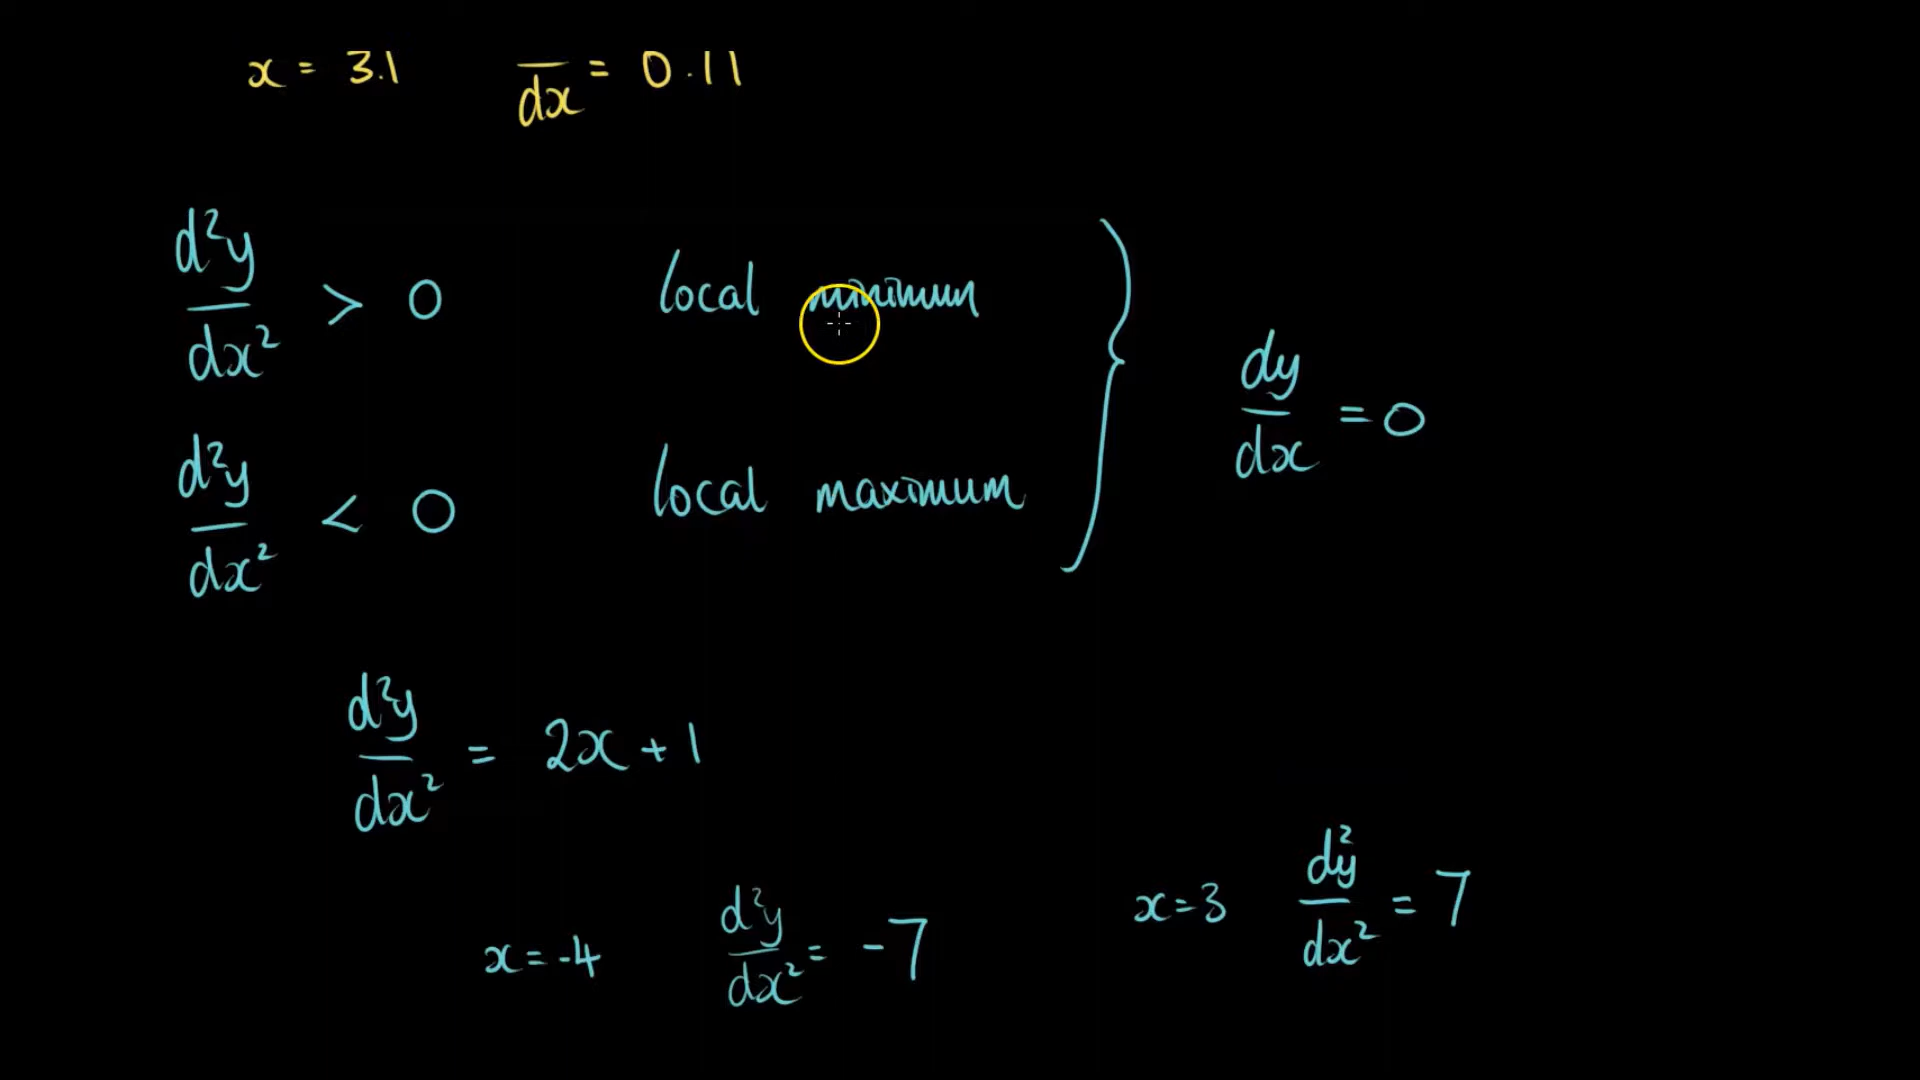 x = 3.1 dx = 0.11
d²y/dx² > 0 local minimum
d²y/dx² < 0 local maximum
dy/dx = 0
d²y/dx² = 2x + 1
x = -4 d²y/dx² = -7
x = 3 d²y/dx² = 7